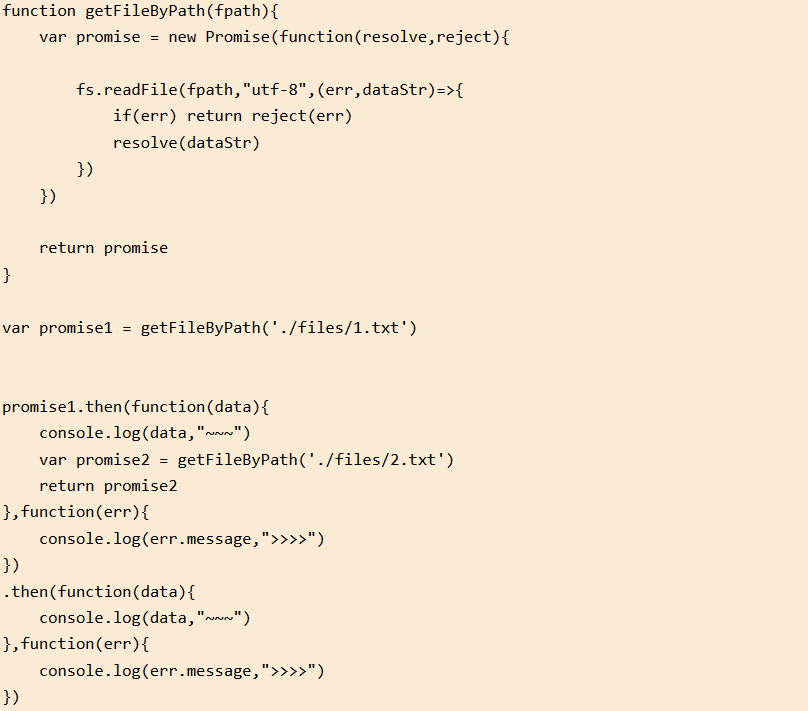 function getFileByPath(fpath){
    var promise = new Promise(function(resolve,reject){
        fs.readFile(fpath,"utf-8",(err,dataStr)=>{
            if(err) return reject(err)
            resolve(dataStr)
        })
    })
    return promise
}
var promise1 = getFileByPath('./files/1.txt')
promise1.then(function(data){
    console.log(data,"~~~")
    var promise2 = getFileByPath('./files/2.txt')
    return promise2
},function(err){
    console.log(err.message,">>>>")
})
.then(function(data){
    console.log(data,"~~~")
},function(err){
    console.log(err.message,">>>>")
})